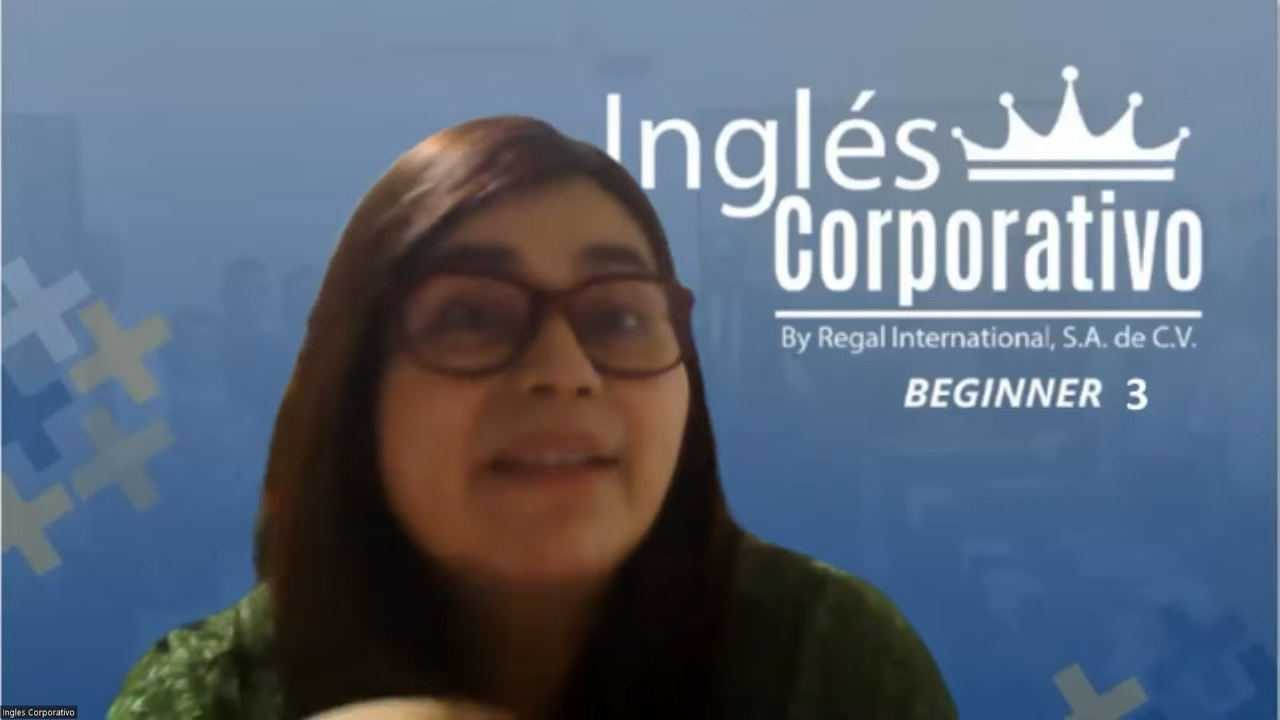 Inglés
Corporativo
By Regal International, S.A. de C.V.
BEGINNER 3
Ingles Corporativo